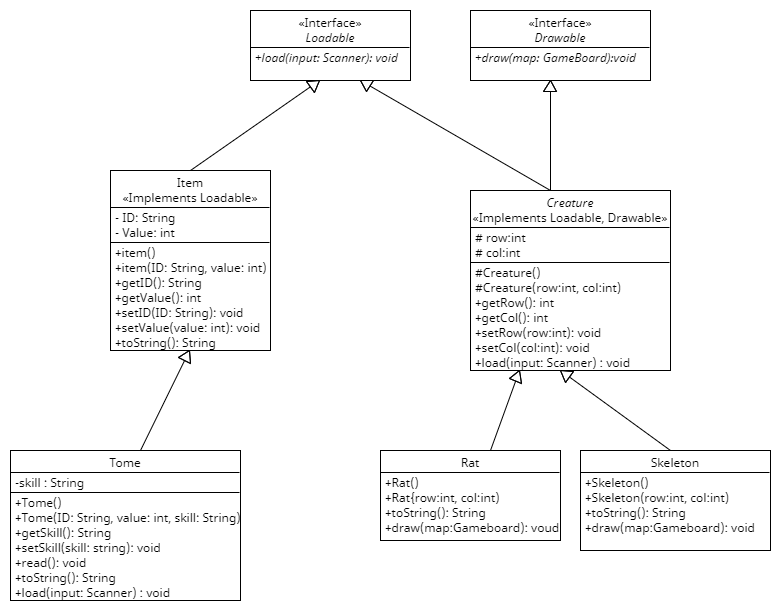 «Interface»
Loadable
+load(input: Scanner): void
«Interface»
Drawable
+draw(map: GameBoard):void
Item
«Implements Loadable»
- ID: String
- Value: int
+item()
+item(ID: String, value: int)
+getID(): String
+getValue(): int
+setID(ID: String): void
+setValue(value: int): void
+toString(): String
Creature
«Implements Loadable, Drawable»
# row:int
# col:int
#Creature()
#Creature(row:int, col:int)
+getRow(): int
+getCol(): int
+setRow(row:int): void
+setCol(col:int): void
+load(input: Scanner) : void
Tome
-skill : String
+Tome()
+Tome(ID: String, value: int, skill: String)
+getSkill(): String
+setSkill(skill: string): void
+read(): void
+toString(): String
+load(input: Scanner) : void
Rat
+Rat()
+Rat{row:int, col:int)
+toString(): String
+draw(map:Gameboard): voud
Skeleton
+Skeleton()
+Skeleton(row:int, col:int)
+toString(): String
+draw(map:Gameboard): void